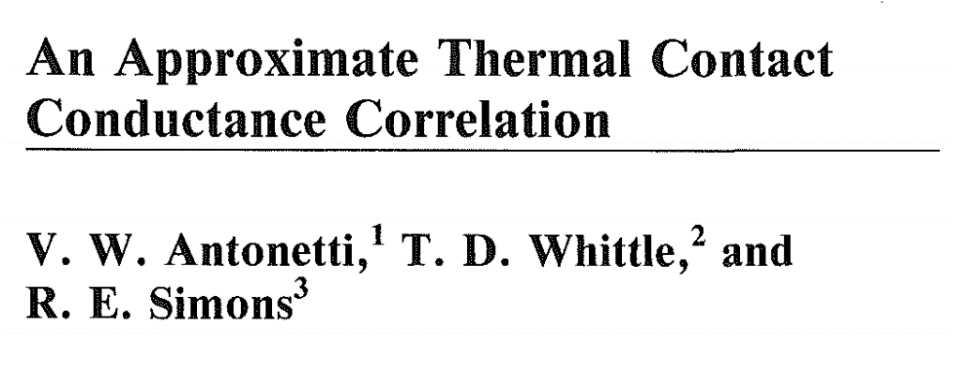 An Approximate Thermal Contact
Conductance Correlation
V. W. Antonetti,¹ T. D. Whittle,² and
R. E. Simons³